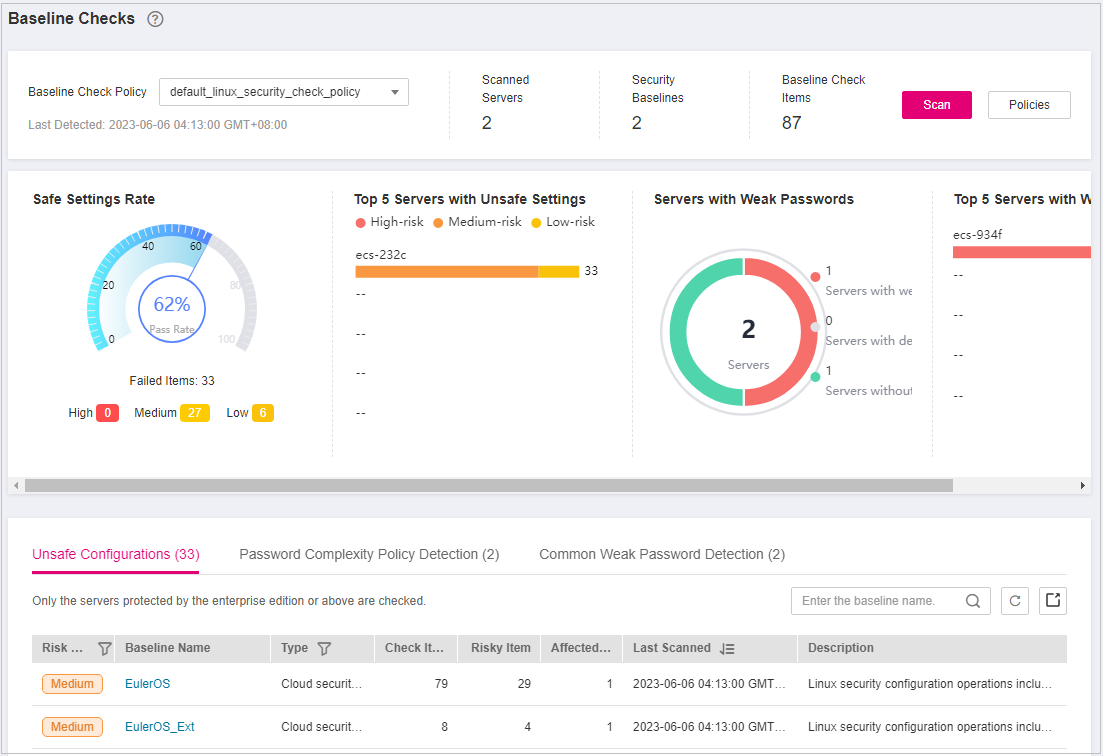 Baseline Checks ?
Baseline Check Policy default_linux_security_check_policy
Last Detected: 2023-06-06 04:13:00 GMT+08:00
Scanned Servers
2
Security Baselines
2
Baseline Check Items
87
Scan Policies
Safe Settings Rate
0 20 40 60 80 100
62%
Pass Rate
Failed Items: 33
High 0 Medium 27 Low 6
Top 5 Servers with Unsafe Settings
High-risk Medium-risk Low-risk
ecs-232c
33
--
--
--
--
Servers with Weak Passwords
2
Servers
1
Servers with we
0
Servers with de
1
Servers without
Top 5 Servers with W
ecs-934f
--
--
--
--
Unsafe Configurations (33) Password Complexity Policy Detection (2) Common Weak Password Detection (2)
Only the servers protected by the enterprise edition or above are checked. Enter the baseline name.
Risk ... Baseline Name Type Check It... Risky Item Affected... Last Scanned Description
Medium EulerOS Cloud securit... 79 29 1 2023-06-06 04:13:00 GMT... Linux security configuration operations inclu...
Medium EulerOS_Ext Cloud securit... 8 4 1 2023-06-06 04:13:00 GMT... Linux security configuration operations inclu...